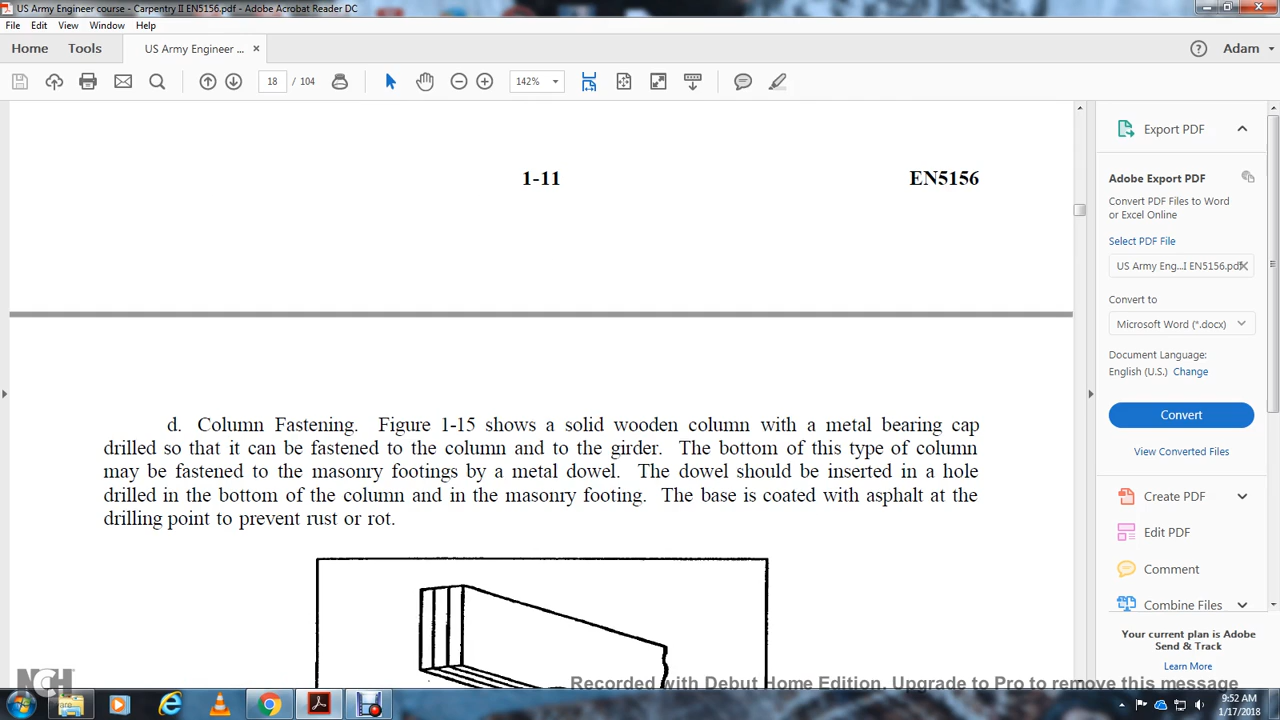 US Army Engineer course - Carpentry II EN5156.pdf - Adobe Acrobat Reader DC
File Edit View Window Help
Home Tools US Army Engineer ... × Adam
18 / 104 142%
1-11 EN5156
d. Column Fastening. Figure 1-15 shows a solid wooden column with a metal bearing cap
drilled so that it can be fastened to the column and to the girder. The bottom of this type of column
may be fastened to the masonry footings by a metal dowel. The dowel should be inserted in a hole
drilled in the bottom of the column and in the masonry footing. The base is coated with asphalt at the
drilling point to prevent rust or rot.
Export PDF
Adobe Export PDF
Convert PDF Files to Word
or Excel Online
Select PDF File
US Army Eng...I EN5156.pdf
Convert to
Microsoft Word (*.docx)
Document Language:
English (U.S.) Change
Convert
View Converted Files
Create PDF
Edit PDF
Comment
Combine Files
Your current plan is Adobe
Send & Track
Learn More
NCH
Recorded with Debut Home Edition. Upgrade to Pro to remove this message
9:52 AM
1/17/2018